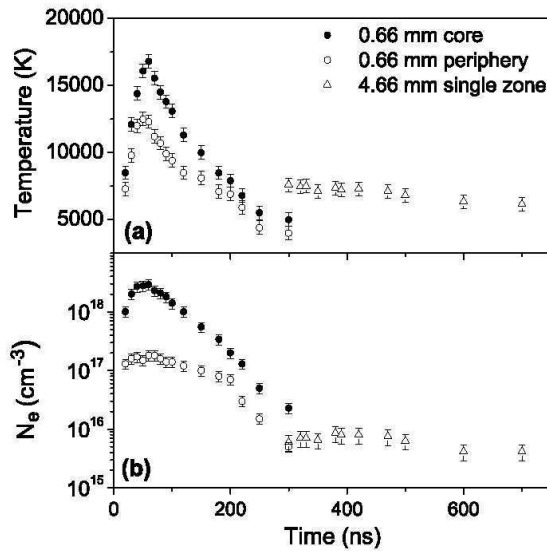 20000
0.66 mm core
0.66 mm periphery
4.66 mm single zone
15000
10000
5000
Temperature (K)
(a)
10^18
10^17
10^16
10^15
N_e (cm^-3)
(b)
0 200 400 600
Time (ns)